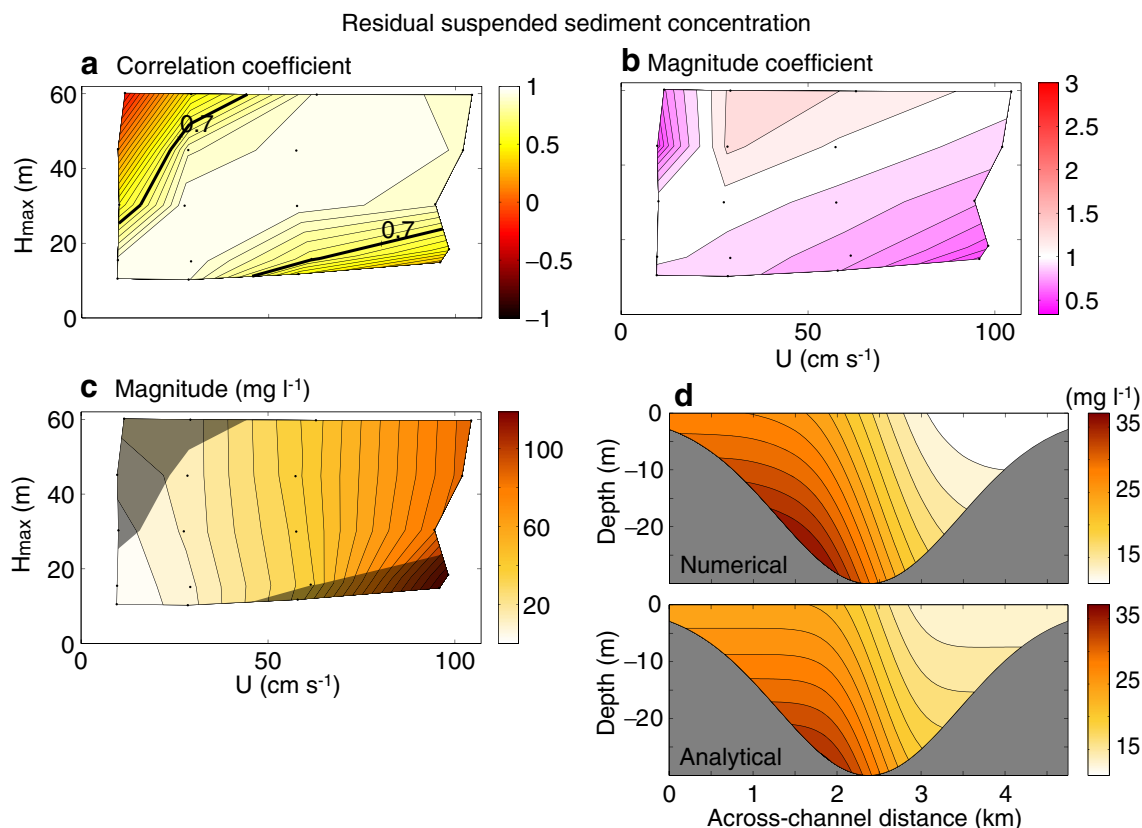 Residual suspended sediment concentration
a Correlation coefficient
60
40
20
0
Hmax (m)
0.7
0.7
1
0.5
0
−0.5
−1
b Magnitude coefficient
3
2.5
2
1.5
1
0.5
0 50 100
U (cm s-1)
c Magnitude (mg l-1)
60
40
20
0
Hmax (m)
0 50 100
U (cm s-1)
100
60
20
d
(mg l-1)
0
−10
−20
Depth (m)
Numerical
35
25
15
0
−10
−20
Depth (m)
Analytical
35
25
15
0 1 2 3 4
Across-channel distance (km)